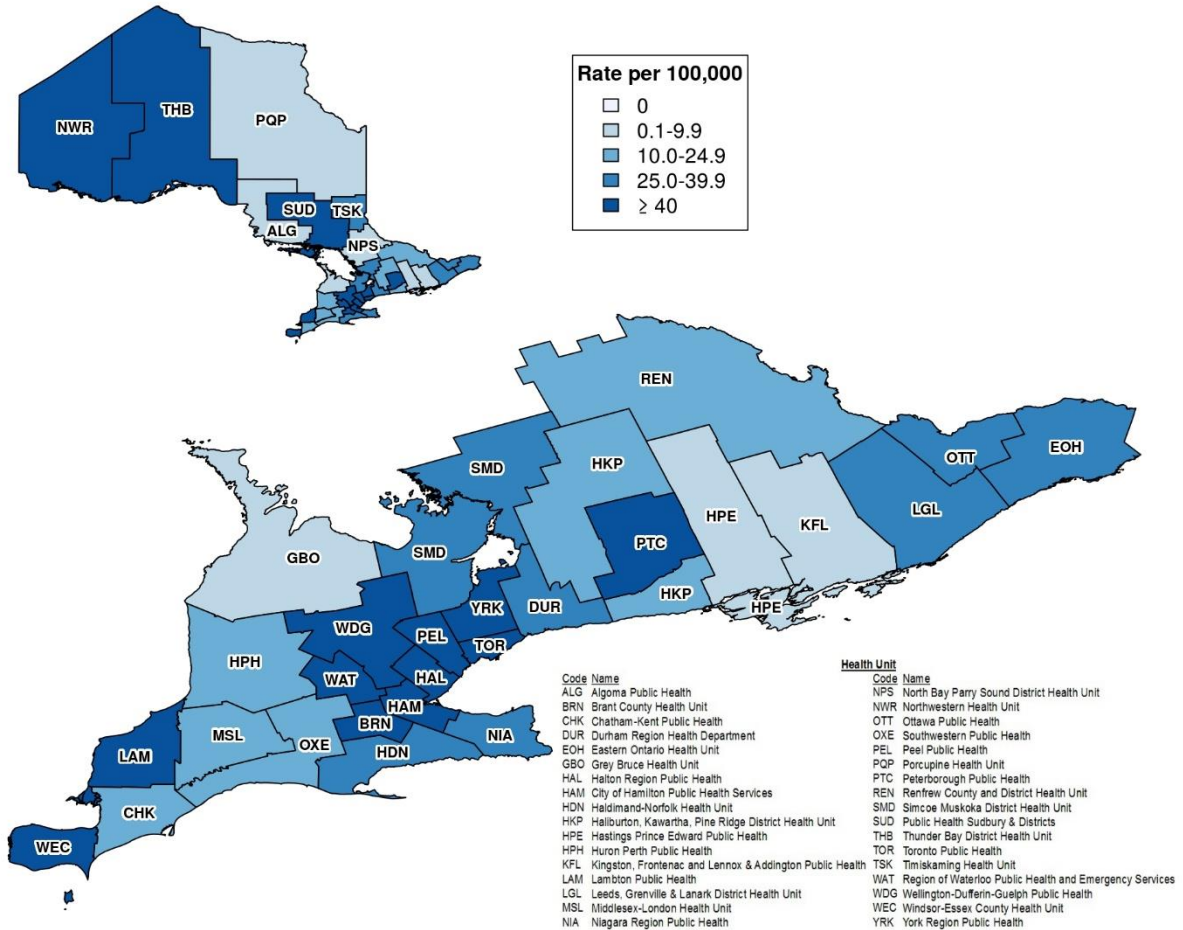 Rate per 100,000
0
0.1-9.9
10.0-24.9
25.0-39.9
≥ 40
NWR
THB
PQP
SUD
TSK
ALG
NPS
REN
SMD
HKP
OTT
EOH
LGL
HPE
KFL
PTC
GBO
SMD
HKP
HPE
DUR
YRK
WDG
PEL
TOR
HPH
WAT
HAL
HAM
BRN
MSL
OXE
NIA
HDN
LAM
CHK
WEC
Health Unit
Code Name
ALG Algoma Public Health
BRN Brant County Health Unit
CHK Chatham-Kent Public Health
DUR Durham Region Health Department
EOH Eastern Ontario Health Unit
GBO Grey Bruce Health Unit
HAL Halton Region Public Health
HAM City of Hamilton Public Health Services
HDN Haldimand-Norfolk Health Unit
HKP Haliburton, Kawartha, Pine Ridge District Health Unit
HPE Hastings Prince Edward Public Health
HPH Huron Perth Public Health
KFL Kingston, Frontenac and Lennox & Addington Public Health
LAM Lambton Public Health
LGL Leeds, Grenville & Lanark District Health Unit
MSL Middlesex-London Health Unit
NIA Niagara Region Public Health
Code Name
NPS North Bay Parry Sound District Health Unit
NWR Northwestern Health Unit
OTT Ottawa Public Health
OXE Southwestern Public Health
PEL Peel Public Health
PQP Porcupine Health Unit
PTC Peterborough Public Health
REN Renfrew County and District Health Unit
SMD Simcoe Muskoka District Health Unit
SUD Public Health Sudbury & Districts
THB Thunder Bay District Health Unit
TOR Toronto Public Health
TSK Timiskaming Health Unit
WAT Region of Waterloo Public Health and Emergency Services
WDG Wellington-Dufferin-Guelph Public Health
WEC Windsor-Essex County Health Unit
YRK York Region Public Health